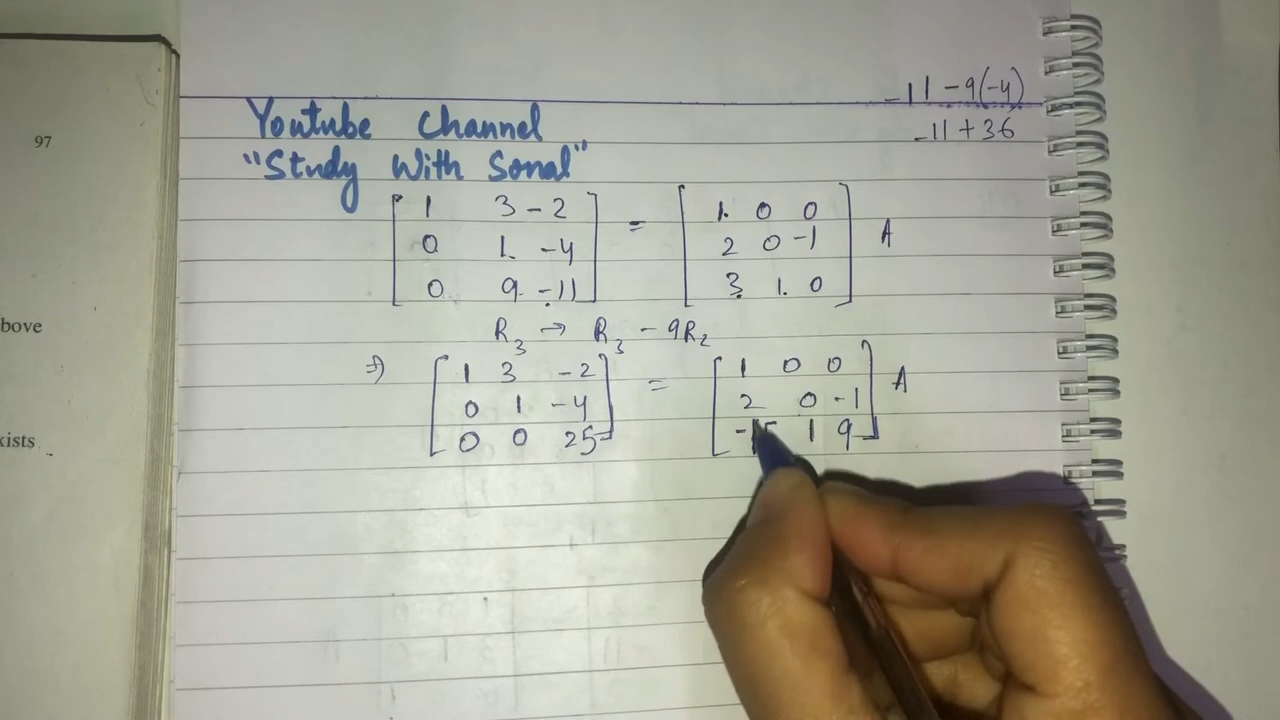 97
-11-9(-4)
-11+36
Youtube Channel
"Study With Sonal"
[1 3 -2] = [1. 0 0] A
[0 1. -4] [2 0 -1]
[0 9. -11] [3 1. 0]
R3 → R3 - 9R2
bove
⇒ [1 3 -2] = [1 0 0] A
[0 1 -4] [2 0 -1]
[0 0 25] [-15 1 9]
xists